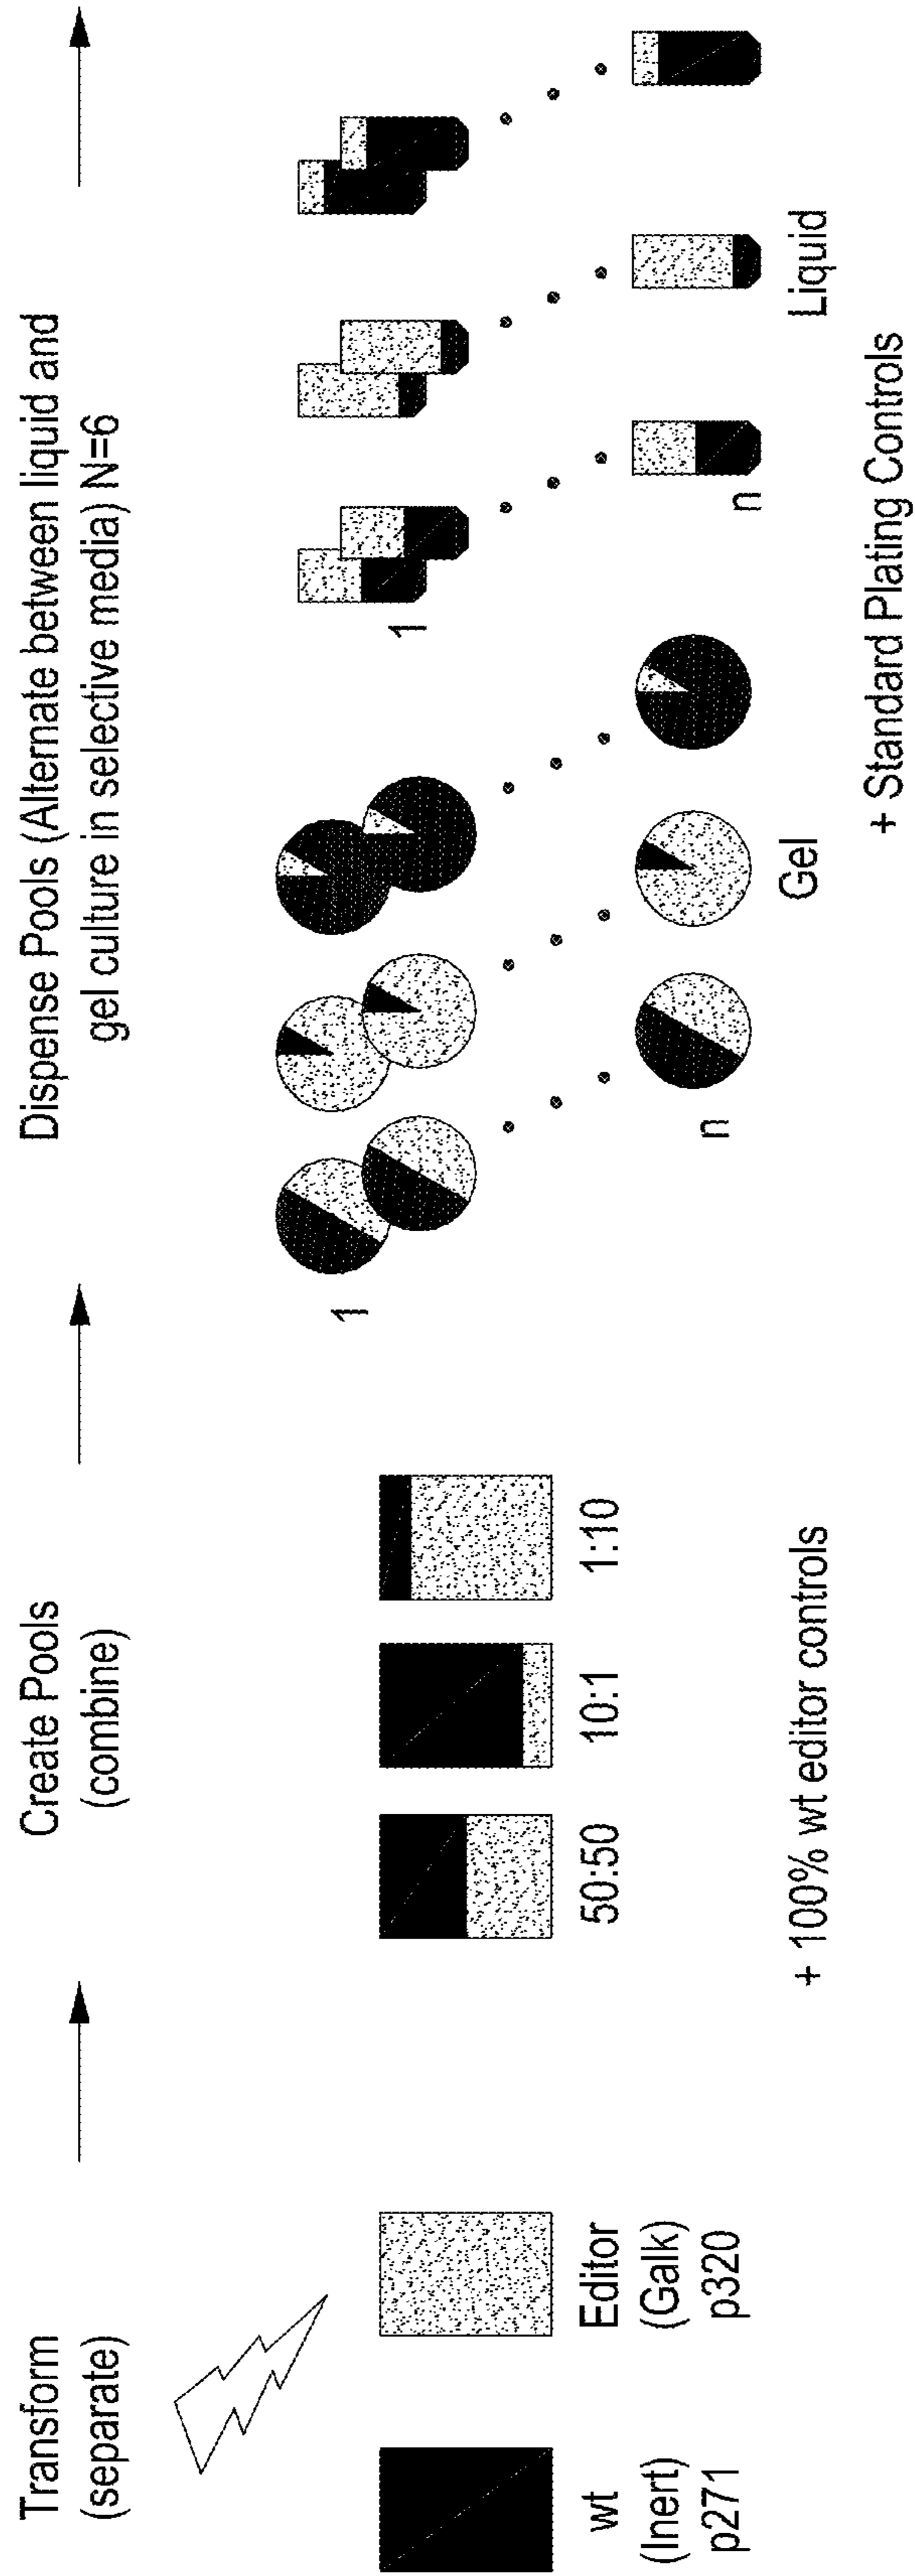 Transform
(separate)
wt
(Inert)
p271
Editor
(Galk)
p320
Create Pools
(combine)
50:50
10:1
1:10
+ 100% wt editor controls
Dispense Pools (Alternate between liquid and
gel culture in selective media) N=6
1
n
Gel
1
n
Liquid
+ Standard Plating Controls